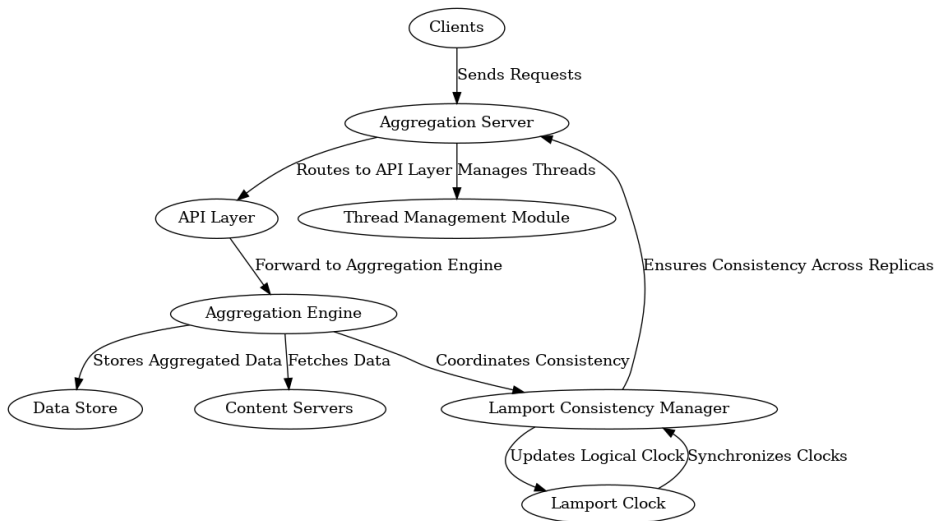 Clients
Sends Requests
Aggregation Server
Routes to API Layer
Manages Threads
API Layer
Thread Management Module
Forward to Aggregation Engine
Ensures Consistency Across Replicas
Aggregation Engine
Stores Aggregated Data
Fetches Data
Coordinates Consistency
Data Store
Content Servers
Lamport Consistency Manager
Updates Logical Clock
Synchronizes Clocks
Lamport Clock